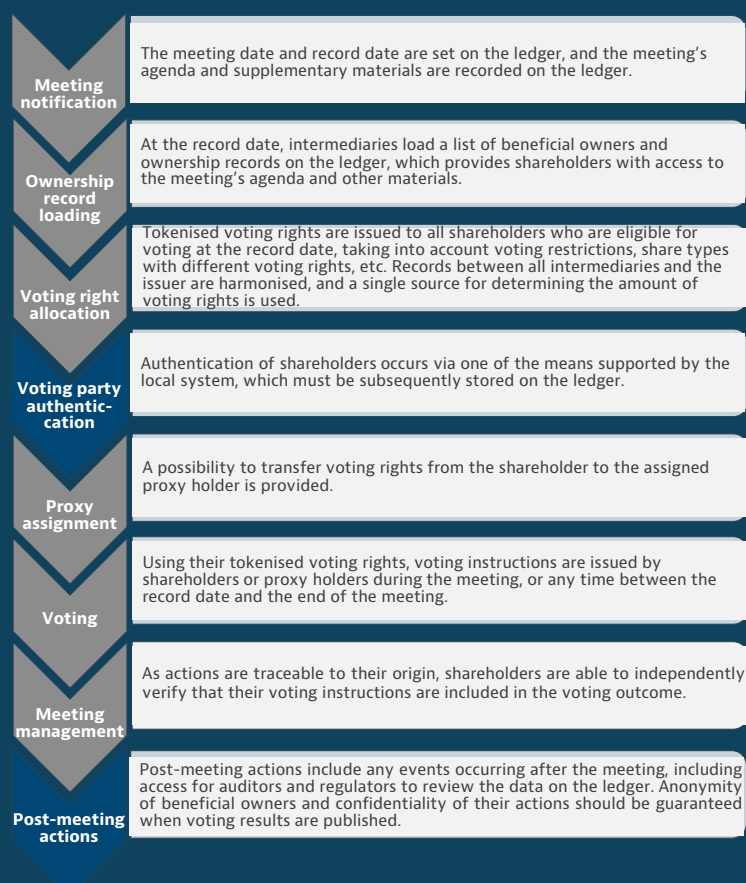 Meeting
notification
The meeting date and record date are set on the ledger, and the meeting's
agenda and supplementary materials are recorded on the ledger.
Ownership
record
loading
At the record date, intermediaries load a list of beneficial owners and
ownership records on the ledger, which provides shareholders with access to
the meeting's agenda and other materials.
Voting right
allocation
Tokenised voting rights are issued to all shareholders who are eligible for
voting at the record date, taking into account voting restrictions, share types
with different voting rights, etc. Records between all intermediaries and the
issuer are harmonised, and a single source for determining the amount of
voting rights is used.
Voting party
authentic-
cation
Authentication of shareholders occurs via one of the means supported by the
local system, which must be subsequently stored on the ledger.
Proxy
assignment
A possibility to transfer voting rights from the shareholder to the assigned
proxy holder is provided.
Voting
Using their tokenised voting rights, voting instructions are issued by
shareholders or proxy holders during the meeting, or any time between the
record date and the end of the meeting.
Meeting
management
As actions are traceable to their origin, shareholders are able to independently
verify that their voting instructions are included in the voting outcome.
Post-meeting
actions
Post-meeting actions include any events occurring after the meeting, including
access for auditors and regulators to review the data on the ledger. Anonymity
of beneficial owners and confidentiality of their actions should be guaranteed
when voting results are published.